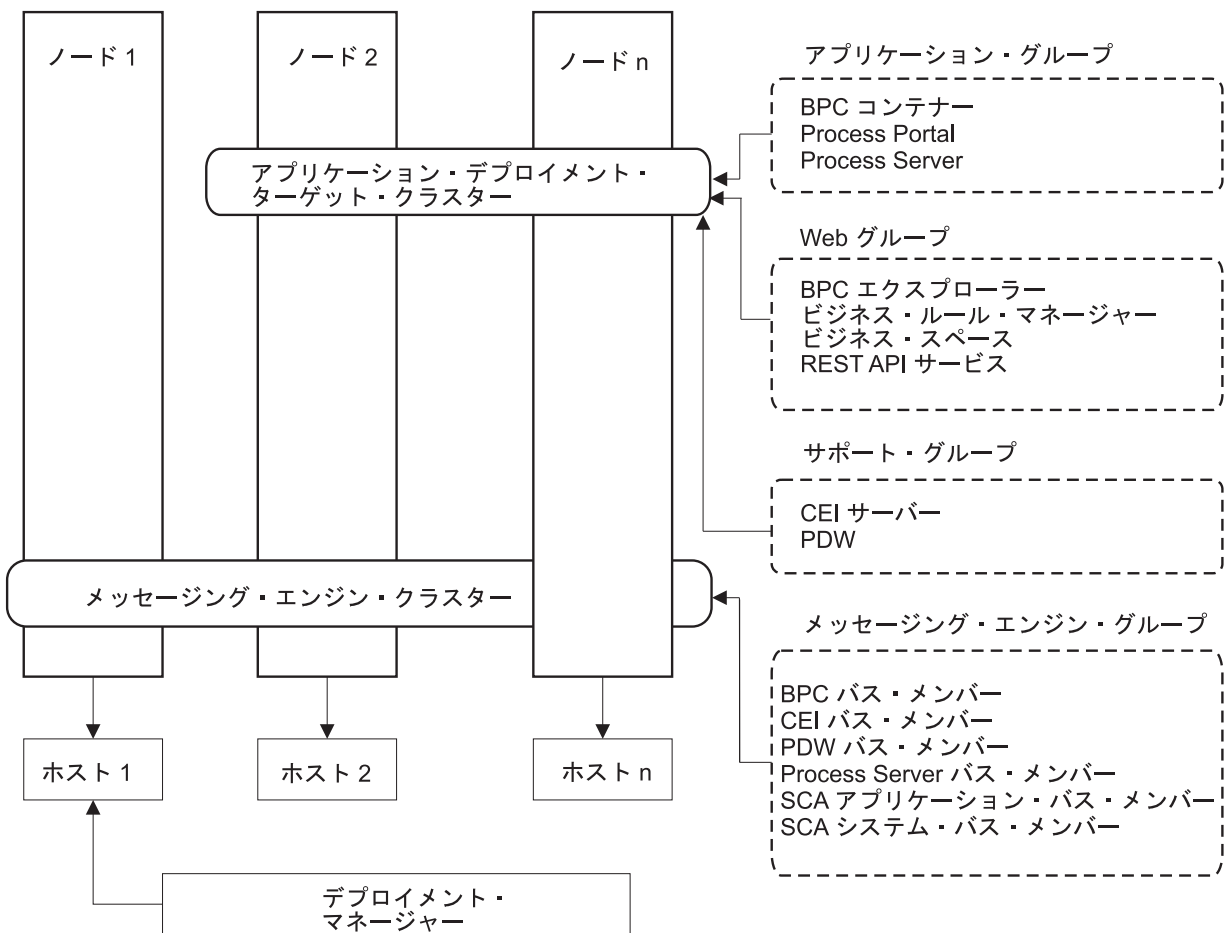 ノード 1
ノード 2
ノード n
アプリケーション・デプロイメント・
ターゲット・クラスター
メッセージング・エンジン・クラスター
ホスト 1
ホスト 2
ホスト n
デプロイメント・
マネージャー
アプリケーション・グループ
BPC コンテナー
Process Portal
Process Server
Web グループ
BPC エクスプローラー
ビジネス・ルール・マネージャー
ビジネス・スペース
REST API サービス
サポート・グループ
CEI サーバー
PDW
メッセージング・エンジン・グループ
BPC バス・メンバー
CEI バス・メンバー
PDW バス・メンバー
Process Server バス・メンバー
SCA アプリケーション・バス・メンバー
SCA システム・バス・メンバー